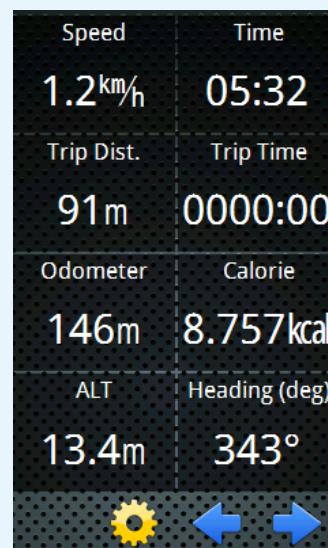 Speed Time
1.2km/h 05:32
Trip Dist. Trip Time
91m 0000:00
Odometer Calorie
146m 8.757kcal
ALT Heading (deg)
13.4m 343°